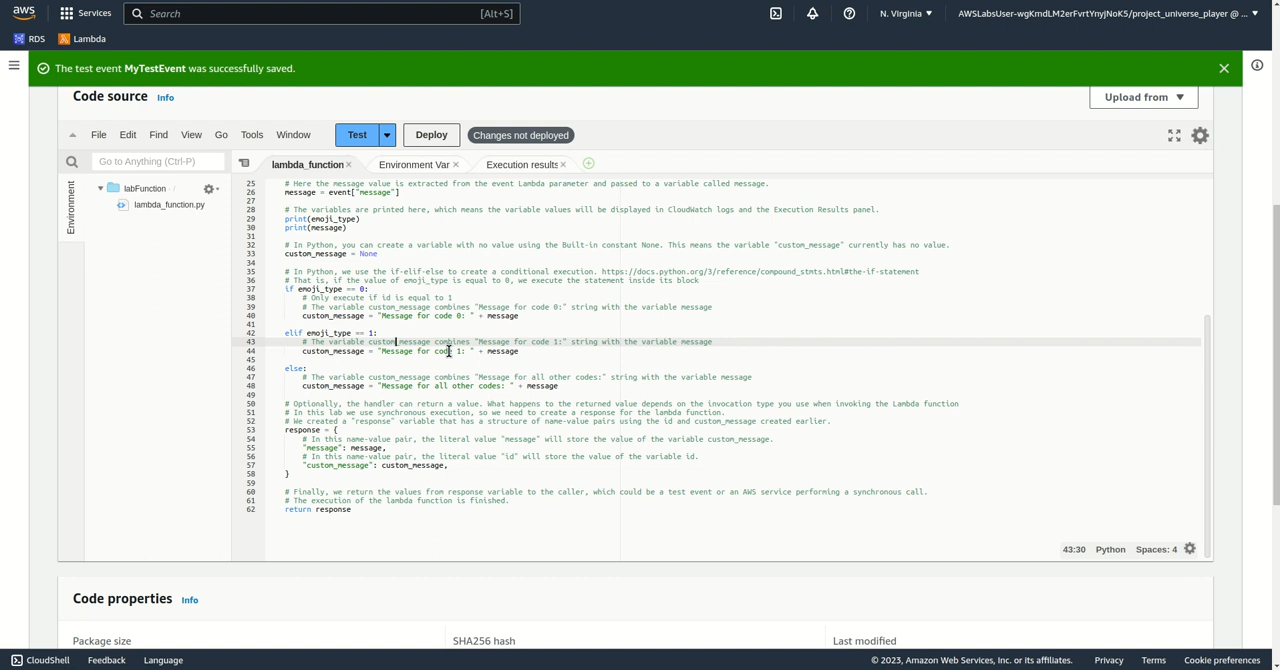 aws Services Search [Alt+S] N. Virginia AWSLabsUser-wgKmdLM2erFvrtYnyjNoK5/project_universe_player @ ...
RDS Lambda
The test event MyTestEvent was successfully saved.
Code source Info Upload from
File Edit Find View Go Tools Window Test Deploy Changes not deployed
Go to Anything (Ctrl-P) lambda_function Environment Var Execution results
Environment
labFunction - /
lambda_function.py
25 # Here the message value is extracted from the event Lambda parameter and passed to a variable called message.
26 message = event["message"]
27
28 # The variables are printed here, which means the variable values will be displayed in CloudWatch logs and the Execution Results panel.
29 print(emoji_type)
30 print(message)
31
32 # In Python, you can create a variable with no value using the Built-in constant None. This means the variable "custom_message" currently has no value.
33 custom_message = None
34
35 # In Python, we use the if-elif-else to create a conditional execution. https://docs.python.org/3/reference/compound_stmts.html#the-if-statement
36 # That is, if the value of emoji_type is equal to 0, we execute the statement inside its block
37 if emoji_type == 0:
38 # Only execute if id is equal to 1
39 # The variable custom_message combines "Message for code 0:" string with the variable message
40 custom_message = "Message for code 0: " + message
41
42 elif emoji_type == 1:
43 # The variable custom_message combines "Message for code 1:" string with the variable message
44 custom_message = "Message for code 1: " + message
45
46 else:
47 # The variable custom_message combines "Message for all other codes:" string with the variable message
48 custom_message = "Message for all other codes: " + message
49
50 # Optionally, the handler can return a value. What happens to the returned value depends on the invocation type you use when invoking the Lambda function
51 # In this lab we use synchronous execution, so we need to create a response for the lambda function.
52 # We created a "response" variable that has a structure of name-value pairs using the id and custom_message created earlier.
53 response = {
54 # In this name-value pair, the literal value "message" will store the value of the variable custom_message.
55 "message": message,
56 # In this name-value pair, the literal value "id" will store the value of the variable id.
57 "custom_message": custom_message,
58 }
59
60 # Finally, we return the values from response variable to the caller, which could be a test event or an AWS service performing a synchronous call.
61 # The execution of the lambda function is finished.
62 return response
43:30 Python Spaces: 4
Code properties Info
Package size SHA256 hash Last modified
CloudShell Feedback Language © 2023, Amazon Web Services, Inc. or its affiliates. Privacy Terms Cookie preferences